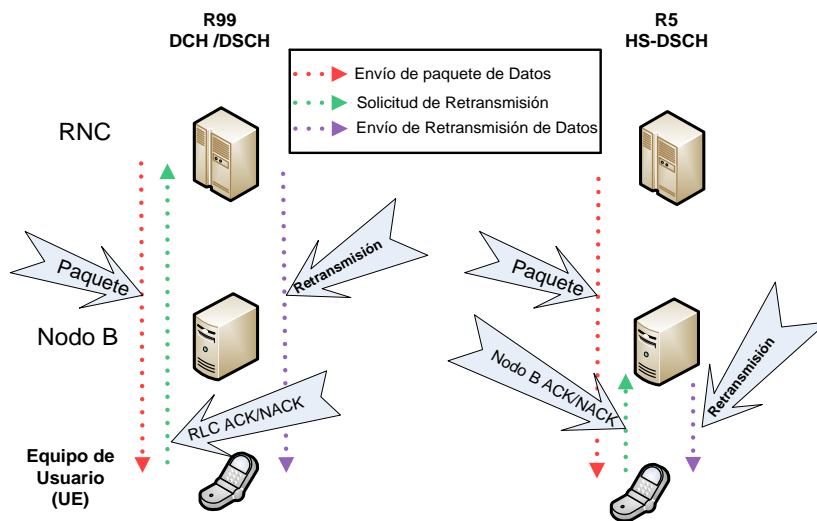 R99
DCH /DSCH
R5
HS-DSCH
Envío de paquete de Datos
Solicitud de Retransmisión
Envío de Retransmisión de Datos
RNC
Paquete
Retransmisión
Paquete
Nodo B
Nodo B ACK/NACK
Retransmisión
RLC ACK/NACK
Equipo de
Usuario
(UE)